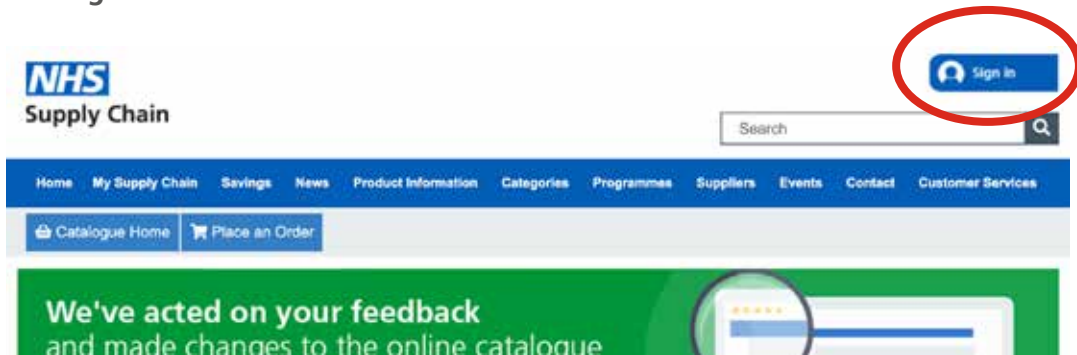 NHS
Supply Chain
Sign in
Search
Home My Supply Chain Savings News Product Information Categories Programmes Suppliers Events Contact Customer Services
Catalogue Home Place an Order
We've acted on your feedback
and made changes to the online catalogue